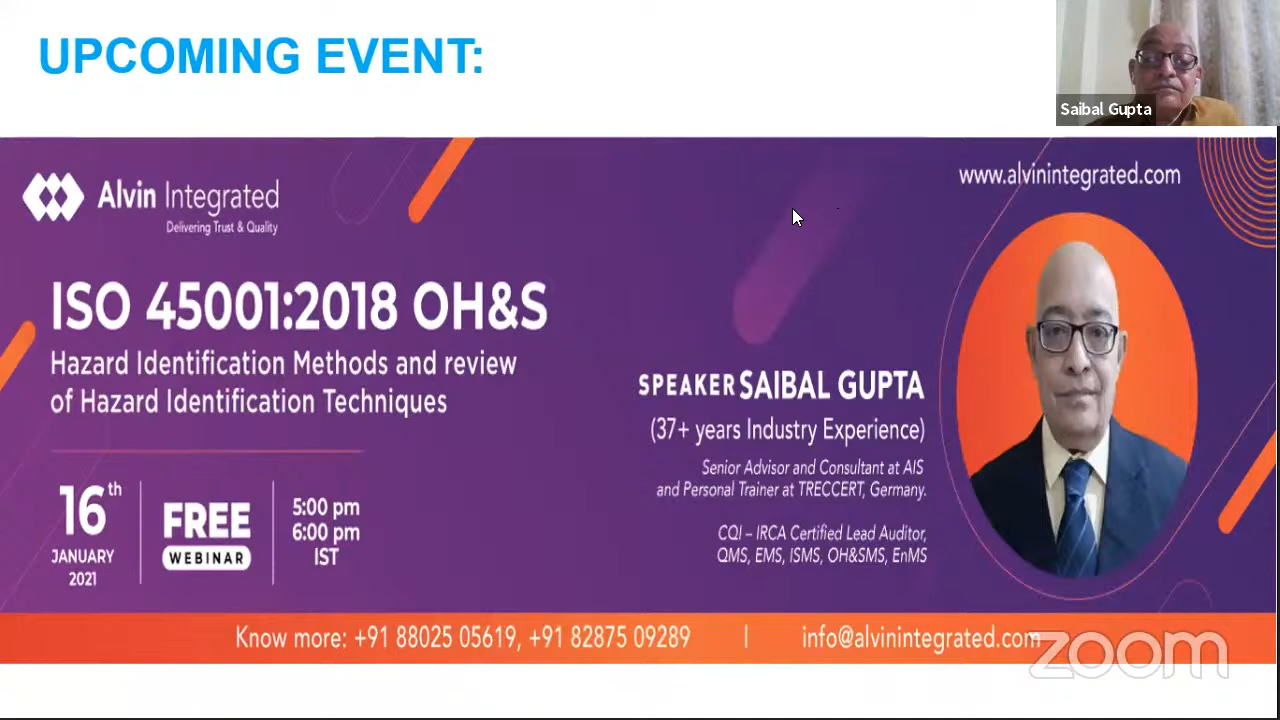 UPCOMING EVENT:
Saibal Gupta
Alvin Integrated
Delivering Trust & Quality
www.alvinintegrated.com
ISO 45001:2018 OH&S
Hazard Identification Methods and review
of Hazard Identification Techniques
16th
JANUARY
2021
FREE
WEBINAR
5:00 pm
6:00 pm
IST
SPEAKER SAIBAL GUPTA
(37+ years Industry Experience)
Senior Advisor and Consultant at AIS
and Personal Trainer at TRECCERT, Germany.
CQI – IRCA Certified Lead Auditor,
QMS, EMS, ISMS, OH&SMS, EnMS
Know more: +91 88025 05619, +91 82875 09289 | info@alvinintegrated.com
zoom